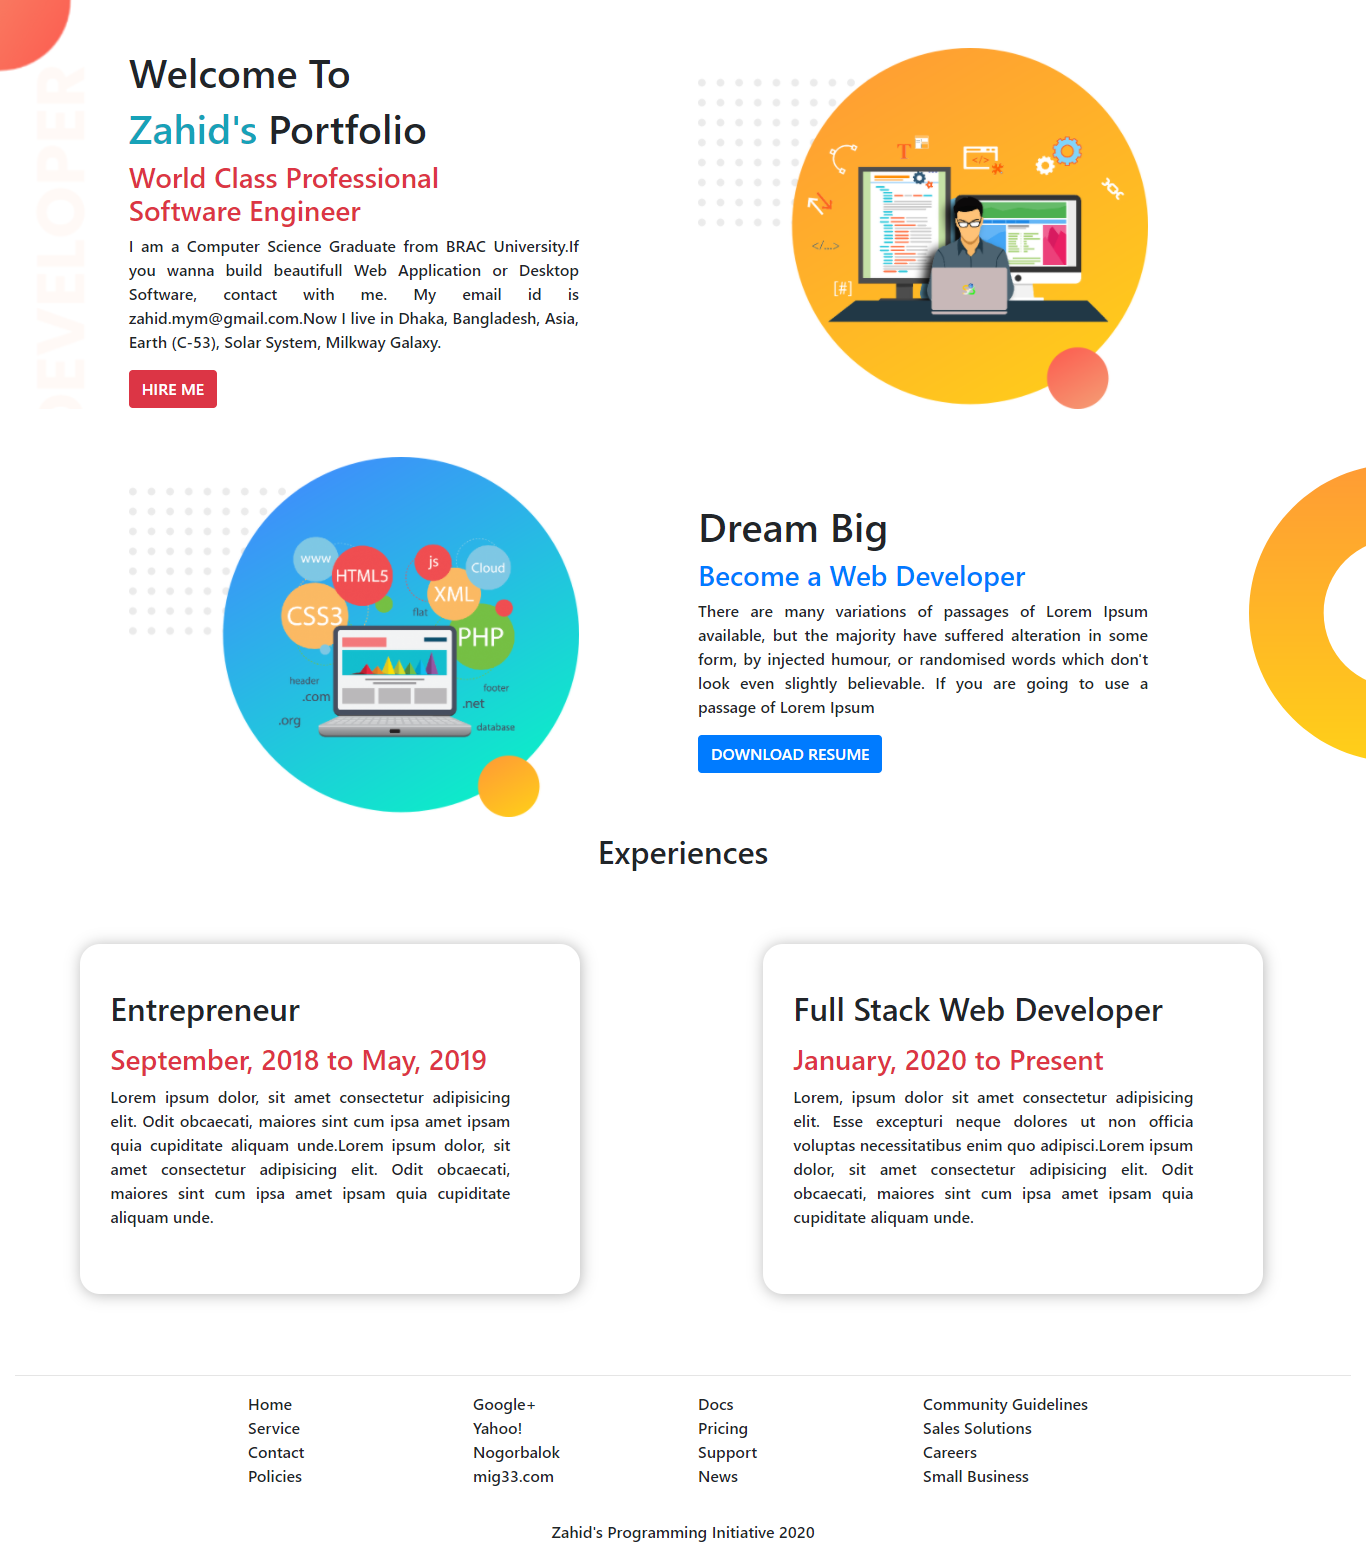 DEVELOPER
Welcome To
Zahid's Portfolio
World Class Professional
Software Engineer
I am a Computer Science Graduate from BRAC University.If
you wanna build beautifull Web Application or Desktop
Software, contact with me. My email id is
zahid.mym@gmail.com.Now I live in Dhaka, Bangladesh, Asia,
Earth (C-53), Solar System, Milkway Galaxy.
HIRE ME
T
</>
</...>
[#]
www
HTML5
js
Cloud
CSS3
XML
flat
PHP
header
.com
footer
.net
.org
database
Dream Big
Become a Web Developer
There are many variations of passages of Lorem Ipsum
available, but the majority have suffered alteration in some
form, by injected humour, or randomised words which don't
look even slightly believable. If you are going to use a
passage of Lorem Ipsum
DOWNLOAD RESUME
Experiences
Entrepreneur
September, 2018 to May, 2019
Lorem ipsum dolor, sit amet consectetur adipisicing
elit. Odit obcaecati, maiores sint cum ipsa amet ipsam
quia cupiditate aliquam unde.Lorem ipsum dolor, sit
amet consectetur adipisicing elit. Odit obcaecati,
maiores sint cum ipsa amet ipsam quia cupiditate
aliquam unde.
Full Stack Web Developer
January, 2020 to Present
Lorem, ipsum dolor sit amet consectetur adipisicing
elit. Esse excepturi neque dolores ut non officia
voluptas necessitatibus enim quo adipisci.Lorem ipsum
dolor, sit amet consectetur adipisicing elit. Odit
obcaecati, maiores sint cum ipsa amet ipsam quia
cupiditate aliquam unde.
Home
Service
Contact
Policies
Google+
Yahoo!
Nogorbalok
mig33.com
Docs
Pricing
Support
News
Community Guidelines
Sales Solutions
Careers
Small Business
Zahid's Programming Initiative 2020